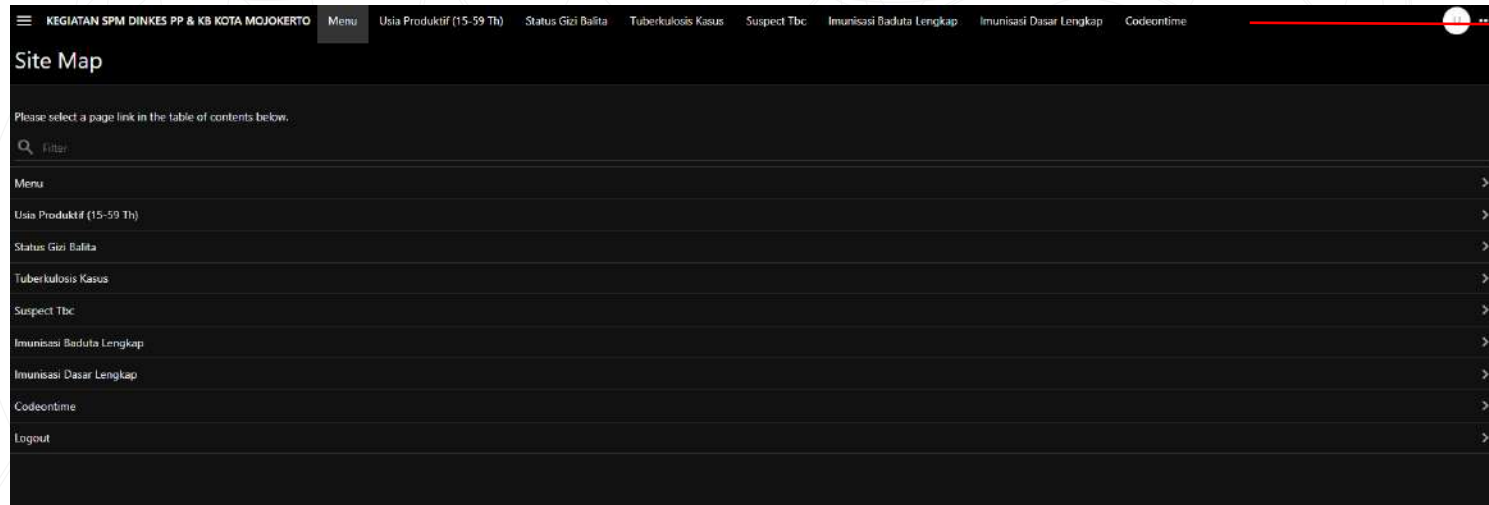 KEGIATAN SPM DINKES PP & KB KOTA MOJOKERTO Menu Usia Produktif (15-59 Th) Status Gizi Balita Tuberkulosis Kasus Suspect Tbc Imunisasi Baduta Lengkap Imunisasi Dasar Lengkap Codeontime
Site Map
Please select a page link in the table of contents below.
Filter
Menu
Usia Produktif (15-59 Th)
Status Gizi Balita
Tuberkulosis Kasus
Suspect Tbc
Imunisasi Baduta Lengkap
Imunisasi Dasar Lengkap
Codeontime
Logout